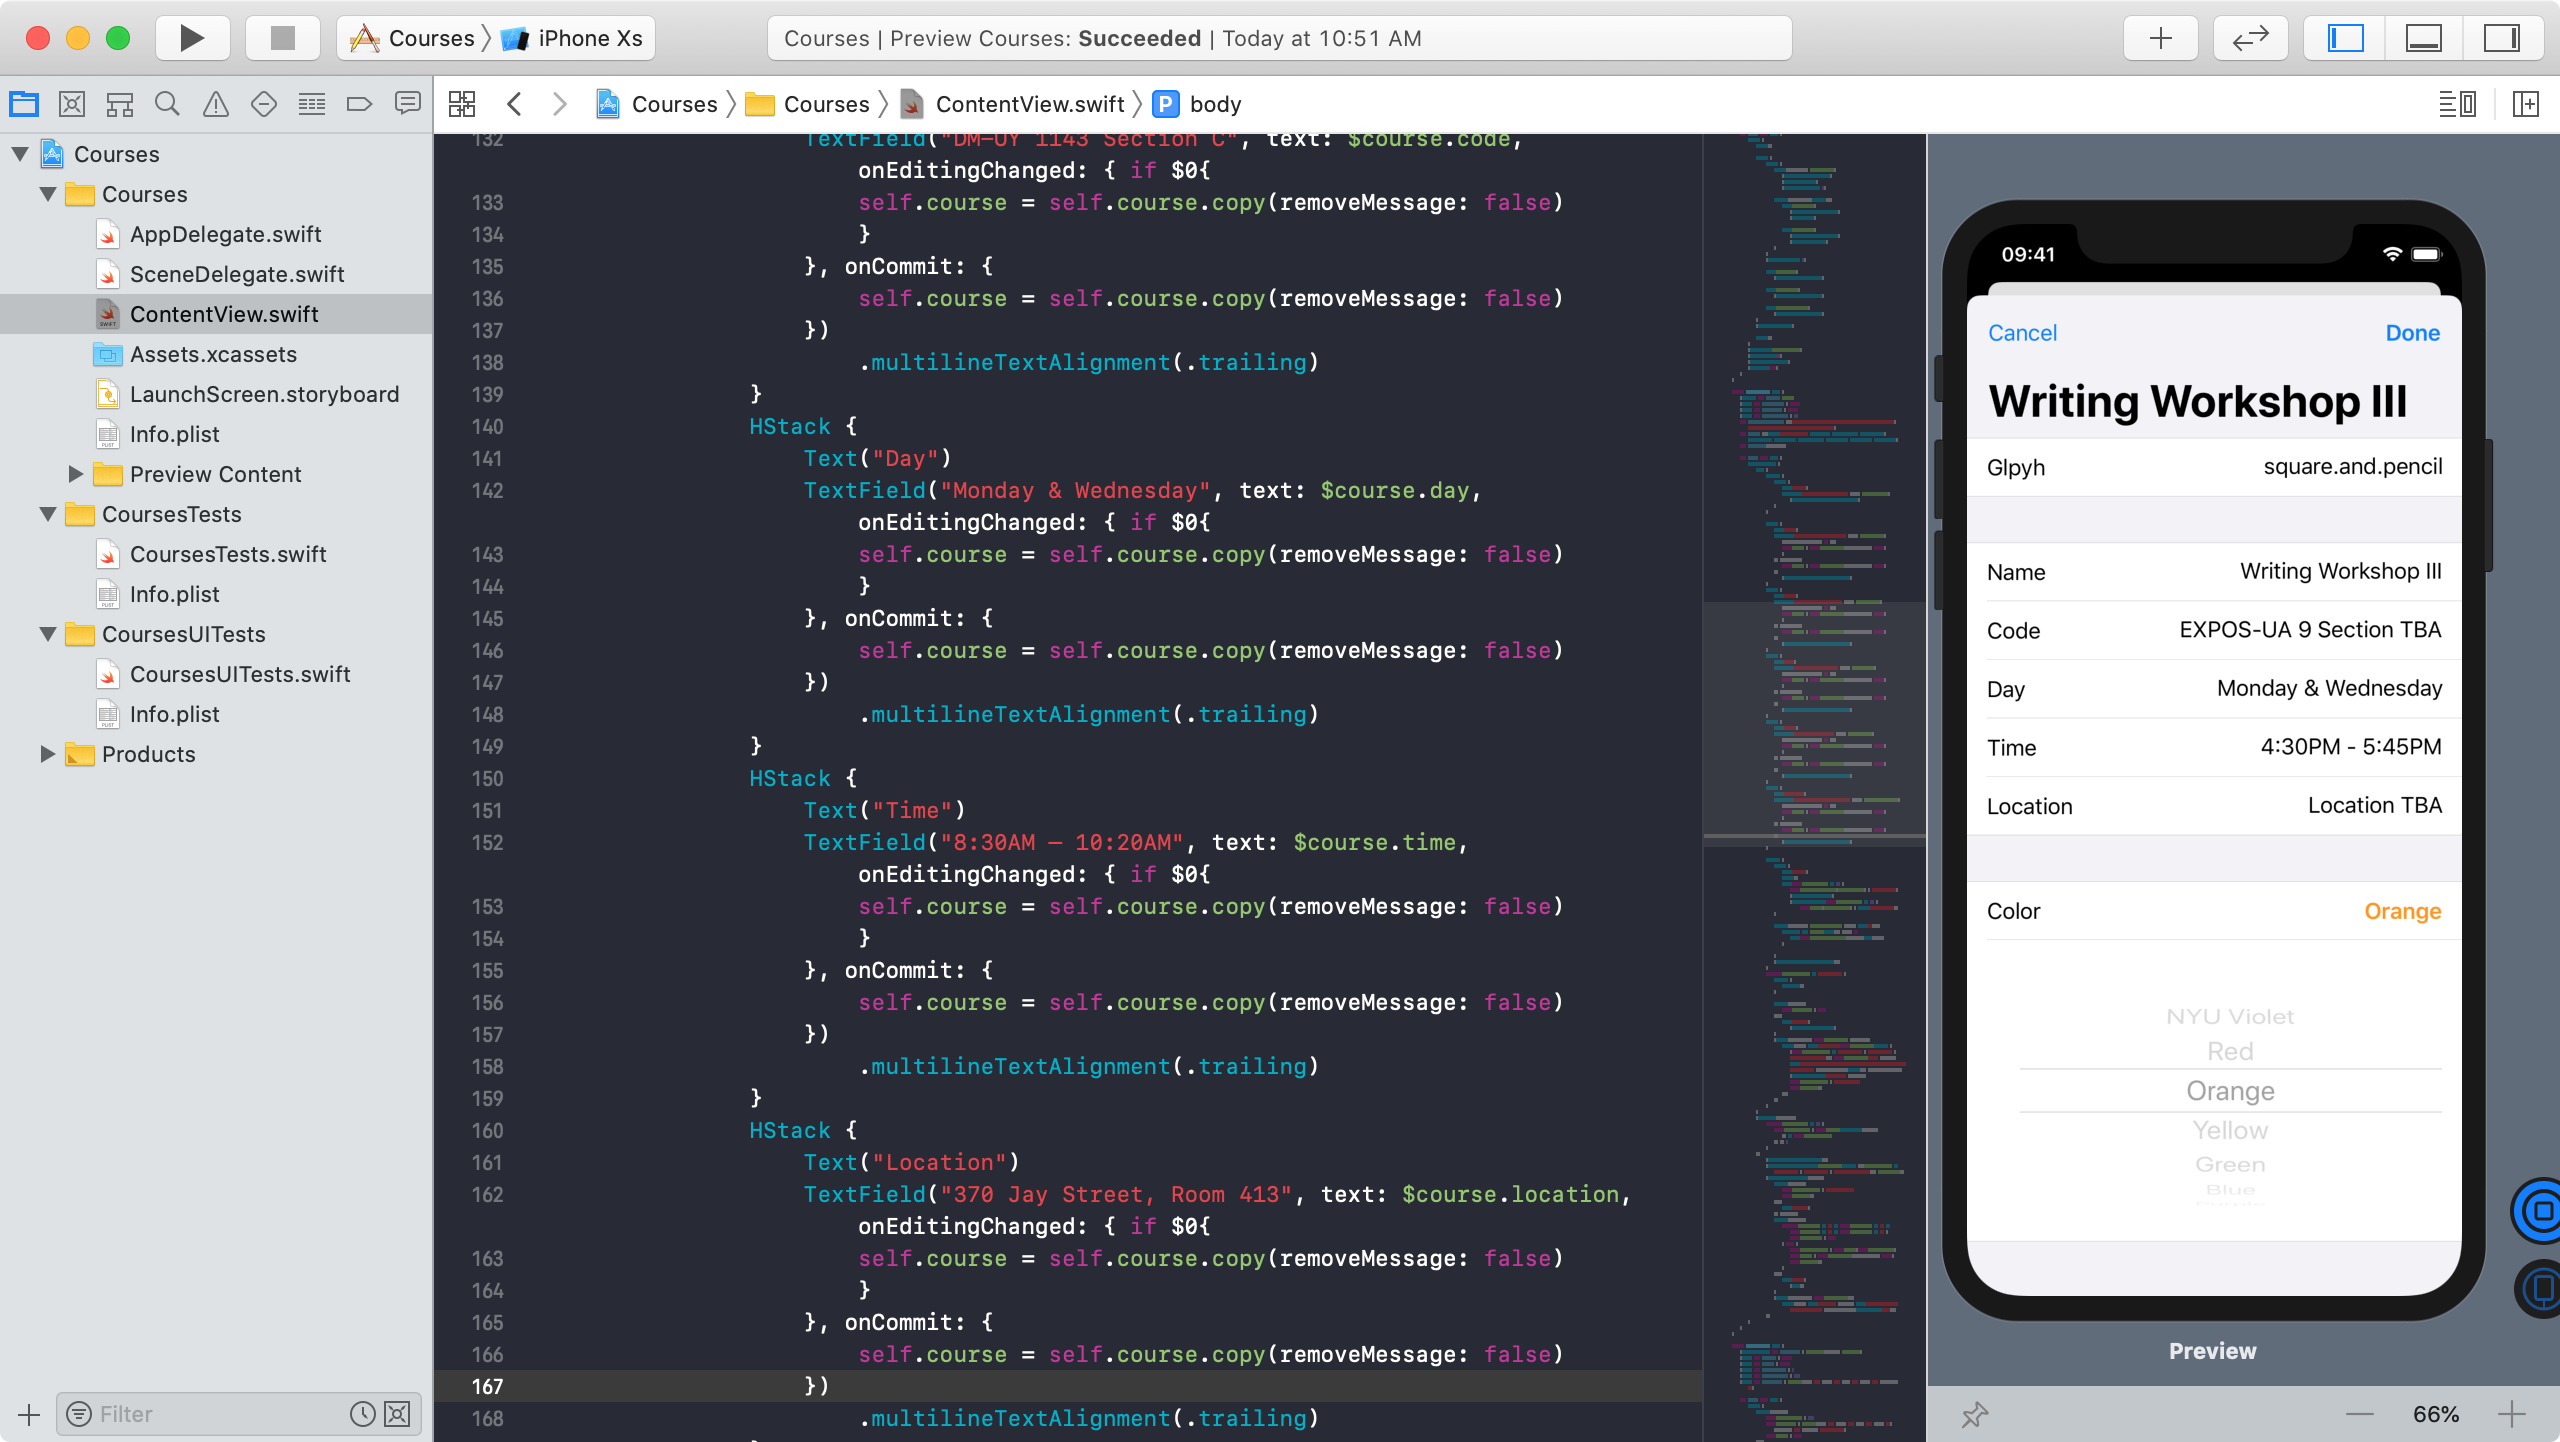 Courses
iPhone Xs
Courses | Preview Courses: Succeeded | Today at 10:51 AM
Courses
Courses
ContentView.swift
P
body
Courses
Courses
AppDelegate.swift
SceneDelegate.swift
ContentView.swift
Assets.xcassets
LaunchScreen.storyboard
Info.plist
Preview Content
CoursesTests
CoursesTests.swift
Info.plist
CoursesUITests
CoursesUITests.swift
Info.plist
Products
Filter
132 TextField("DM-UY 1143 Section C", text: $course.code,
onEditingChanged: { if $0{
133 self.course = self.course.copy(removeMessage: false)
134 }
135 }, onCommit: {
136 self.course = self.course.copy(removeMessage: false)
137 })
138 .multilineTextAlignment(.trailing)
139 }
140 HStack {
141 Text("Day")
142 TextField("Monday & Wednesday", text: $course.day,
onEditingChanged: { if $0{
143 self.course = self.course.copy(removeMessage: false)
144 }
145 }, onCommit: {
146 self.course = self.course.copy(removeMessage: false)
147 })
148 .multilineTextAlignment(.trailing)
149 }
150 HStack {
151 Text("Time")
152 TextField("8:30AM – 10:20AM", text: $course.time,
onEditingChanged: { if $0{
153 self.course = self.course.copy(removeMessage: false)
154 }
155 }, onCommit: {
156 self.course = self.course.copy(removeMessage: false)
157 })
158 .multilineTextAlignment(.trailing)
159 }
160 HStack {
161 Text("Location")
162 TextField("370 Jay Street, Room 413", text: $course.location,
onEditingChanged: { if $0{
163 self.course = self.course.copy(removeMessage: false)
164 }
165 }, onCommit: {
166 self.course = self.course.copy(removeMessage: false)
167 })
168 .multilineTextAlignment(.trailing)
09:41
Cancel
Done
Writing Workshop III
Glpyh square.and.pencil
Name Writing Workshop III
Code EXPOS-UA 9 Section TBA
Day Monday & Wednesday
Time 4:30PM - 5:45PM
Location Location TBA
Color Orange
NYU Violet
Red
Orange
Yellow
Green
Blue
Preview
66%